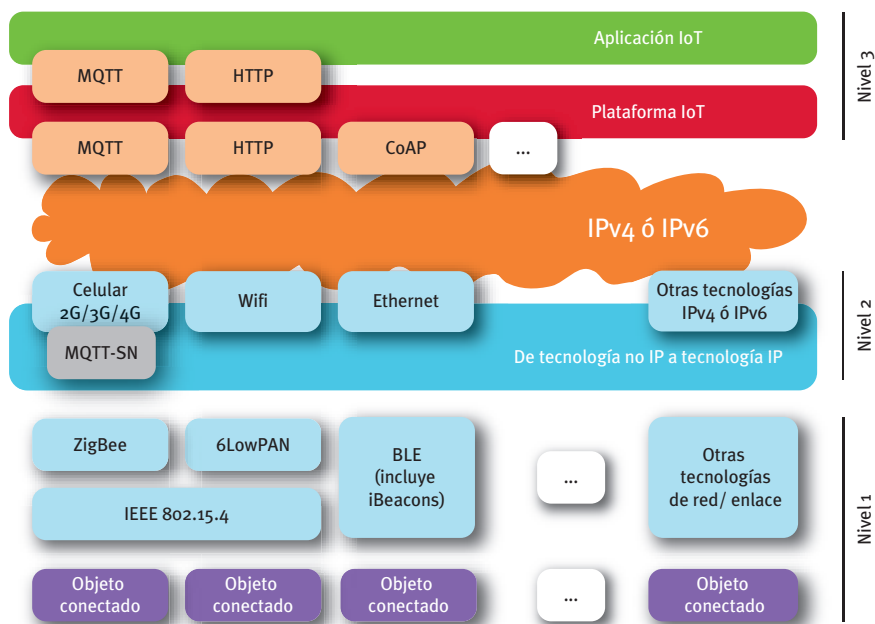 Aplicación IoT
MQTT
HTTP
Plataforma IoT
MQTT
HTTP
CoAP
...
Nivel 3
IPv4 ó IPv6
Celular
2G/3G/4G
Wifi
Ethernet
Otras tecnologías
IPv4 ó IPv6
MQTT-SN
De tecnología no IP a tecnología IP
Nivel 2
ZigBee
6LowPAN
BLE
(incluye
iBeacons)
...
Otras
tecnologías
de red/ enlace
IEEE 802.15.4
Objeto
conectado
Objeto
conectado
Objeto
conectado
...
Objeto
conectado
Nivel 1